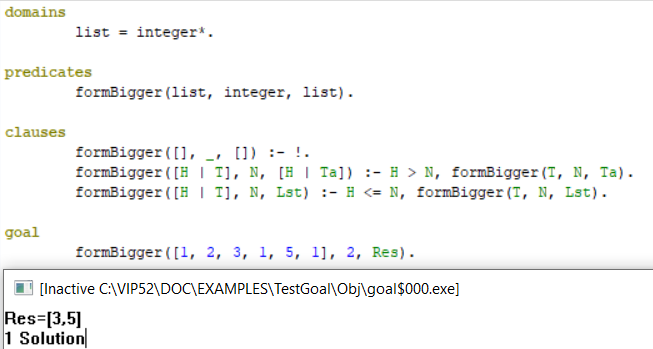 domains
list = integer*.
predicates
formBigger(list, integer, list).
clauses
formBigger([], _, []) :- !.
formBigger([H | T], N, [H | Ta]) :- H > N, formBigger(T, N, Ta).
formBigger([H | T], N, Lst) :- H <= N, formBigger(T, N, Lst).
goal
formBigger([1, 2, 3, 1, 5, 1], 2, Res).
[Inactive C:\VIP52\DOC\EXAMPLES\TestGoal\Obj\goal$000.exe]
Res=[3,5]
1 Solution